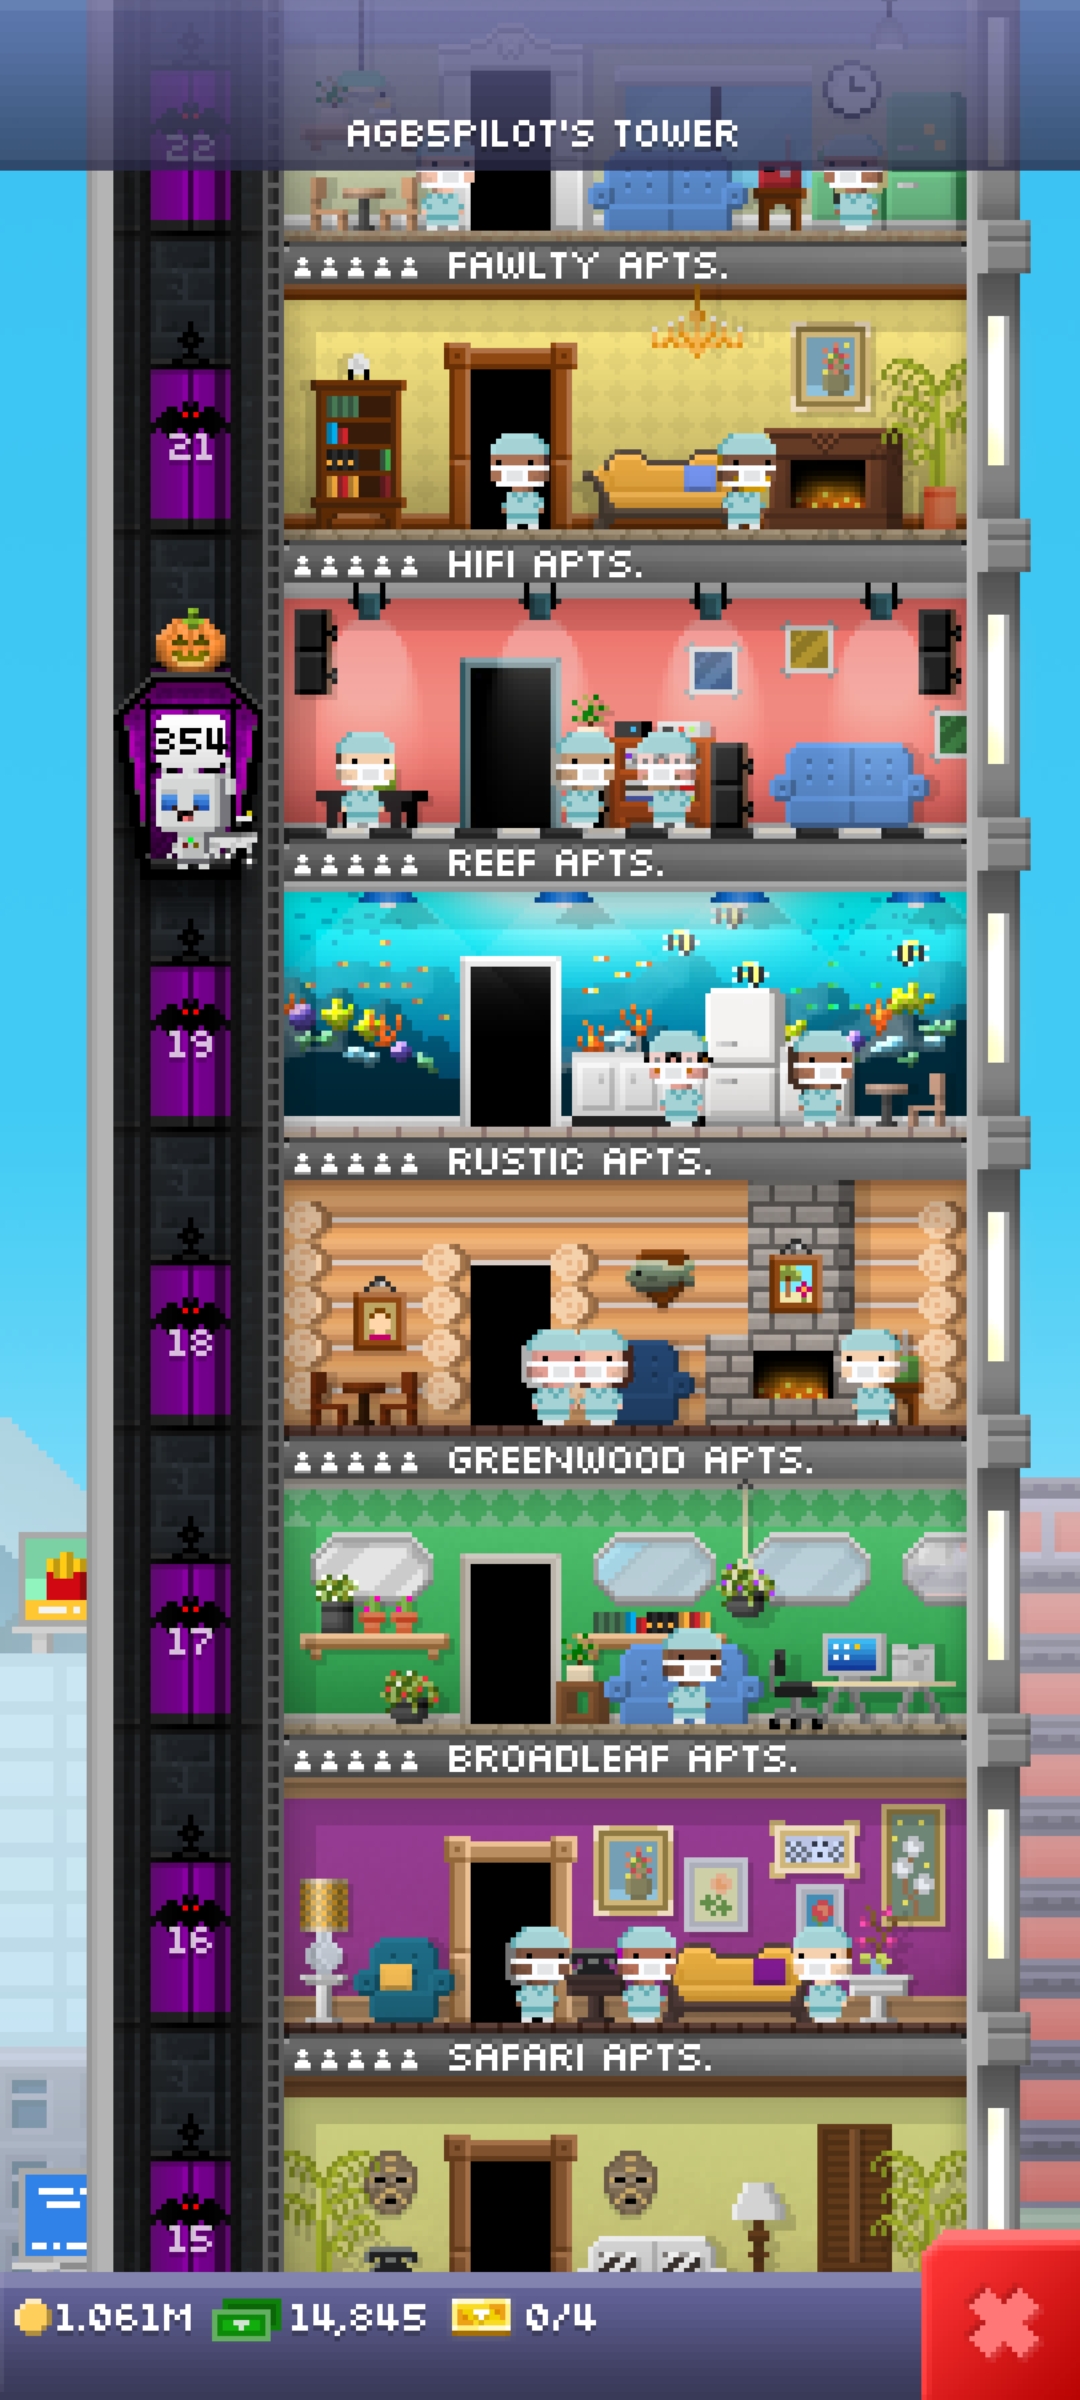 22
AGB5PILOT'S TOWER
FAWLTY APTS.
21
HIFI APTS.
354
REEF APTS.
19
RUSTIC APTS.
18
GREENWOOD APTS.
17
BROADLEAF APTS.
16
SAFARI APTS.
15
1.061M 14,845 0/4